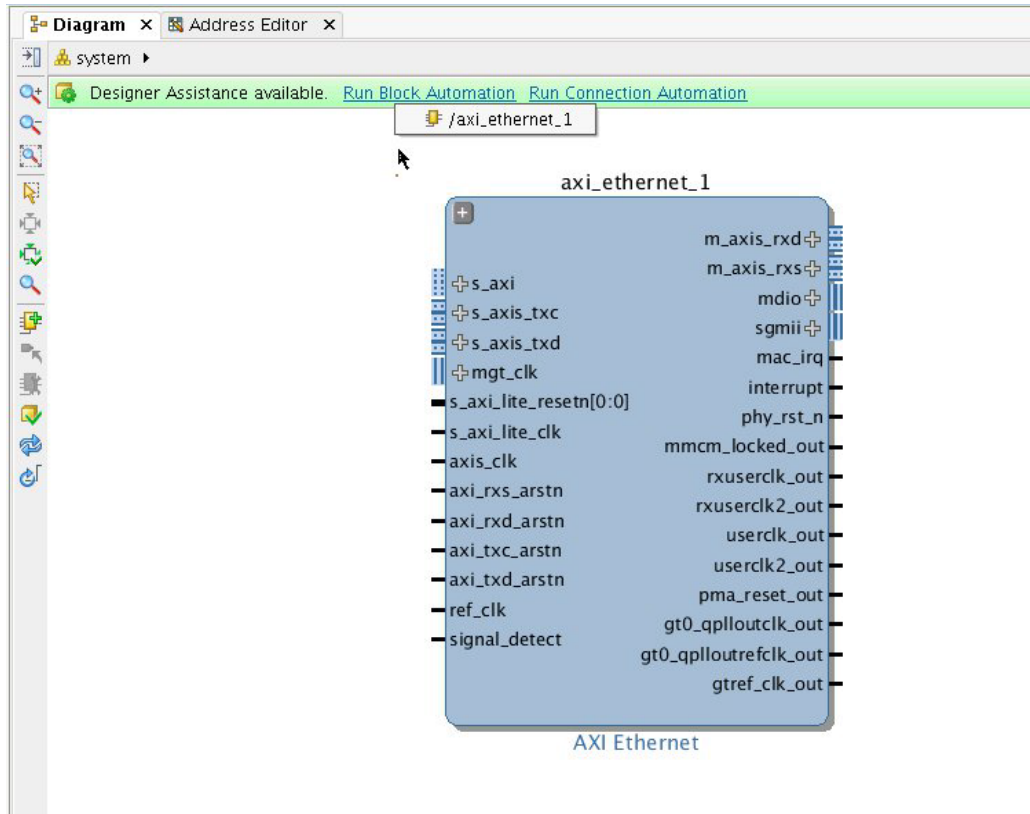 Diagram × Address Editor ×
system
Designer Assistance available. Run Block Automation Run Connection Automation
/axi_ethernet_1
axi_ethernet_1
m_axis_rxd
m_axis_rxs
s_axi
mdio
s_axis_txc
sgmii
s_axis_txd
mac_irq
mgt_clk
interrupt
s_axi_lite_resetn[0:0]
phy_rst_n
s_axi_lite_clk
mmcm_locked_out
axis_clk
rxuserclk_out
axi_rxs_arstn
rxuserclk2_out
axi_rxd_arstn
userclk_out
axi_txc_arstn
userclk2_out
axi_txd_arstn
pma_reset_out
ref_clk
gt0_qplloutclk_out
signal_detect
gt0_qplloutrefclk_out
gtref_clk_out
AXI Ethernet